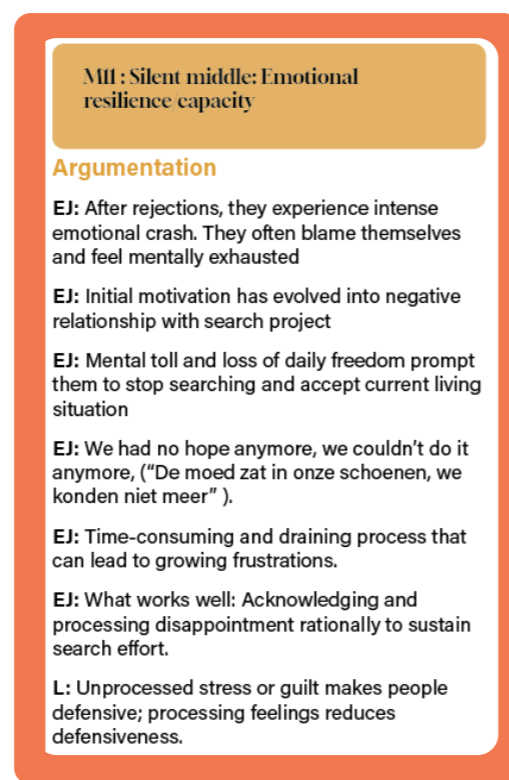 M11 : Silent middle: Emotional
resilience/capacity
Argumentation
EJ: After rejections, they experience intense
emotional crash. They often blame themselves
and feel mentally exhausted
EJ: Initial motivation has evolved into negative
relationship with search project
EJ: Mental toll and loss of daily freedom prompt
them to stop searching and accept current living
situation
EJ: We had no hope anymore, we couldn’t do it
anymore, (“De moed zat in onze schoenen, we
konden niet meer” ).
EJ: Time-consuming and draining process that
can lead to growing frustrations.
EJ: What works well: Acknowledging and
processing disappointment rationally to sustain
search effort.
L: Unprocessed stress or guilt makes people
defensive; processing feelings reduces
defensiveness.